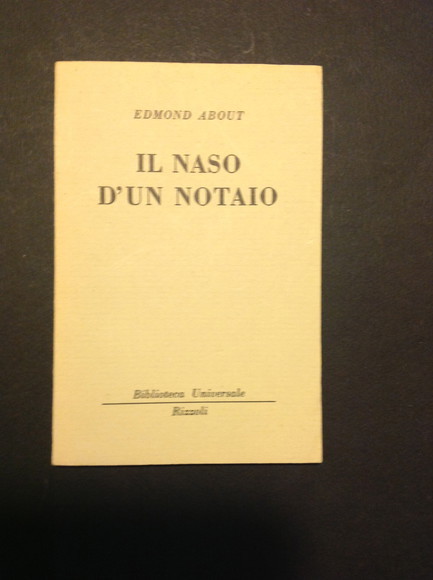 EDMOND ABOUT
IL NASO
D'UN NOTAIO
Biblioteca Universale
Rizzoli